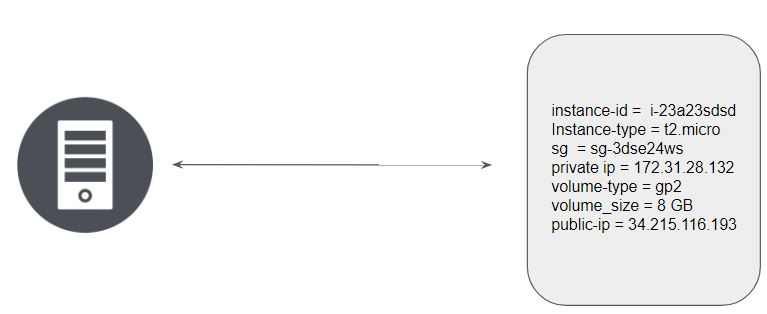 instance-id = i-23a23sdsd
Instance-type = t2.micro
sg = sg-3dse24ws
private ip = 172.31.28.132
volume-type = gp2
volume_size = 8 GB
public-ip = 34.215.116.193